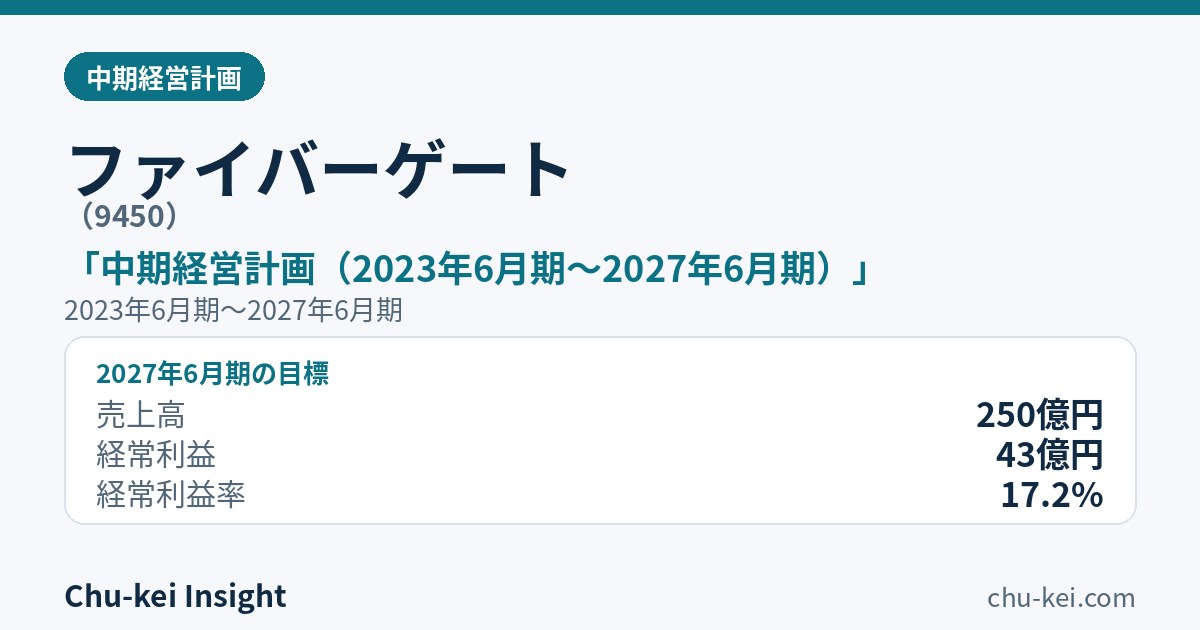 中期経営計画
ファイバーゲート
（9450）
「中期経営計画（2023年6月期～2027年6月期）」
2023年6月期～2027年6月期
2027年6月期の目標
売上高 250億円
経常利益 43億円
経常利益率 17.2%
Chu-kei Insight chu-kei.com